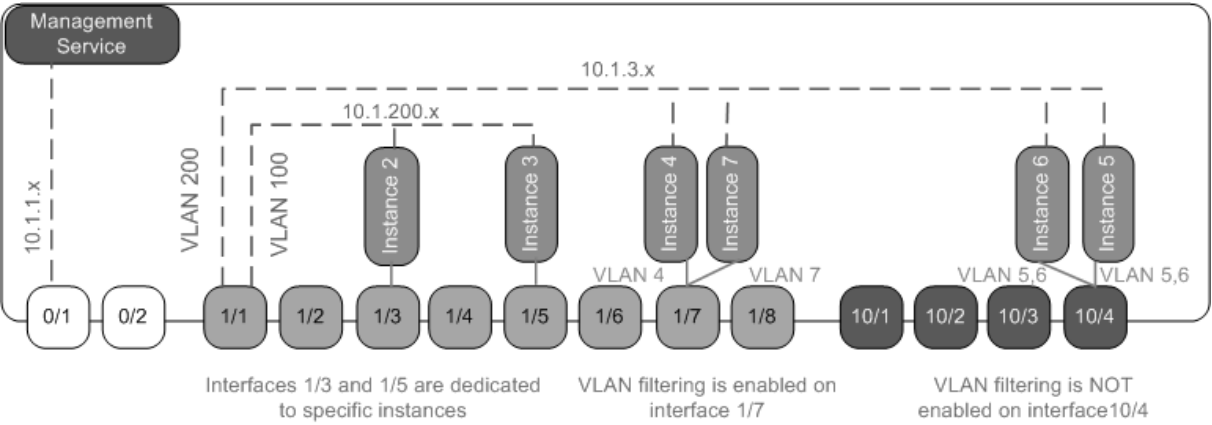 Management
Service
10.1.3.x
10.1.200.x
10.1.1.x
VLAN 200
VLAN 100
Instance 2
Instance 3
Instance 4
Instance 7
Instance 6
Instance 5
VLAN 4
VLAN 7
VLAN 5,6
VLAN 5,6
0/1
0/2
1/1
1/2
1/3
1/4
1/5
1/6
1/7
1/8
10/1
10/2
10/3
10/4
Interfaces 1/3 and 1/5 are dedicated
to specific instances
VLAN filtering is enabled on
interface 1/7
VLAN filtering is NOT
enabled on interface10/4